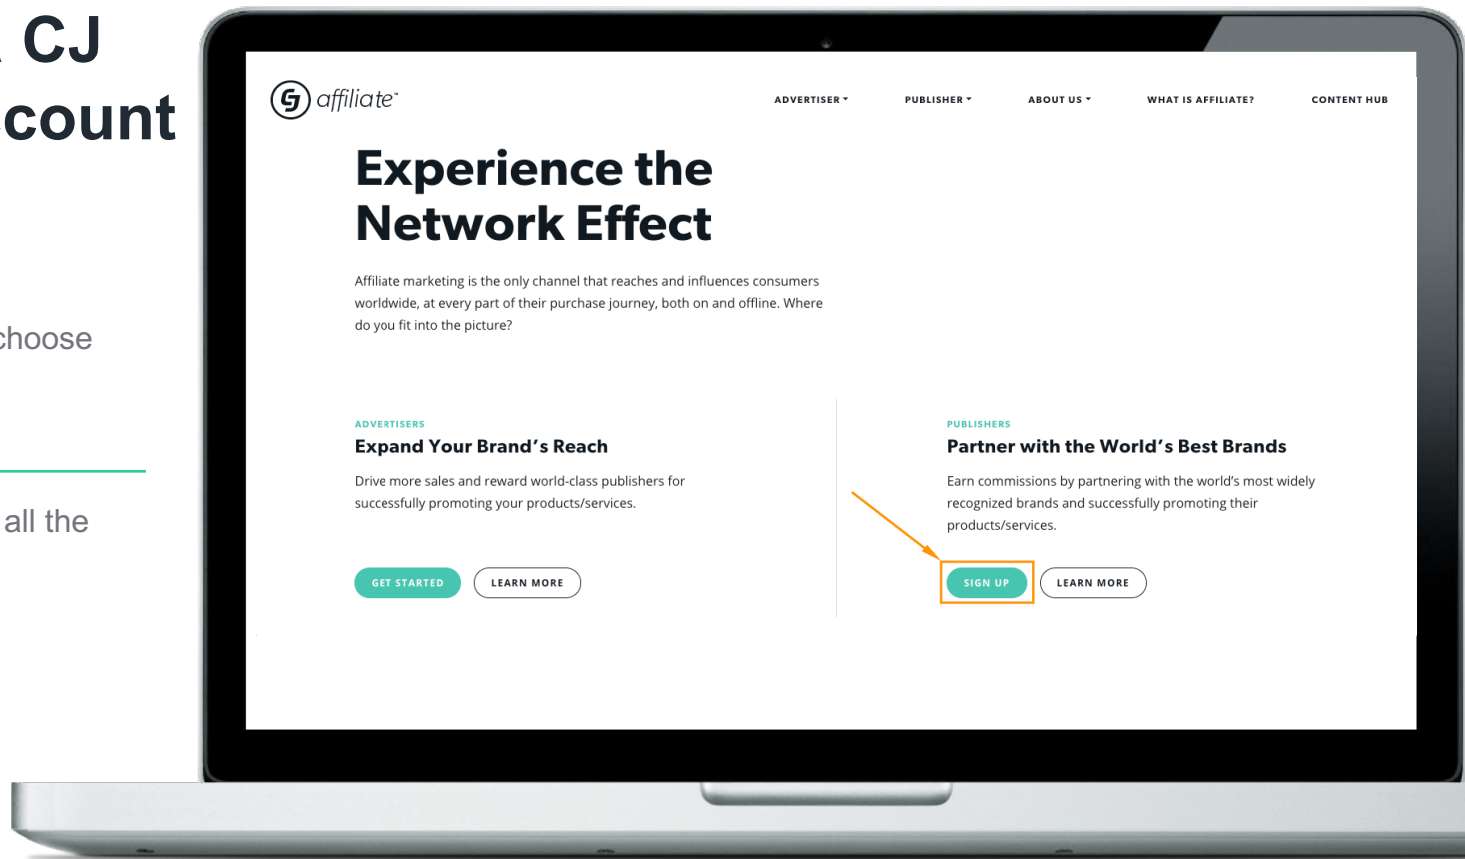 CJ
count
choose
all the
CJ affiliate™
ADVERTISER
PUBLISHER
ABOUT US
WHAT IS AFFILIATE?
CONTENT HUB
Experience the
Network Effect
Affiliate marketing is the only channel that reaches and influences consumers
worldwide, at every part of their purchase journey, both on and offline. Where
do you fit into the picture?
ADVERTISERS
Expand Your Brand’s Reach
Drive more sales and reward world-class publishers for
successfully promoting your products/services.
GET STARTED
LEARN MORE
PUBLISHERS
Partner with the World’s Best Brands
Earn commissions by partnering with the world’s most widely
recognized brands and successfully promoting their
products/services.
SIGN UP
LEARN MORE